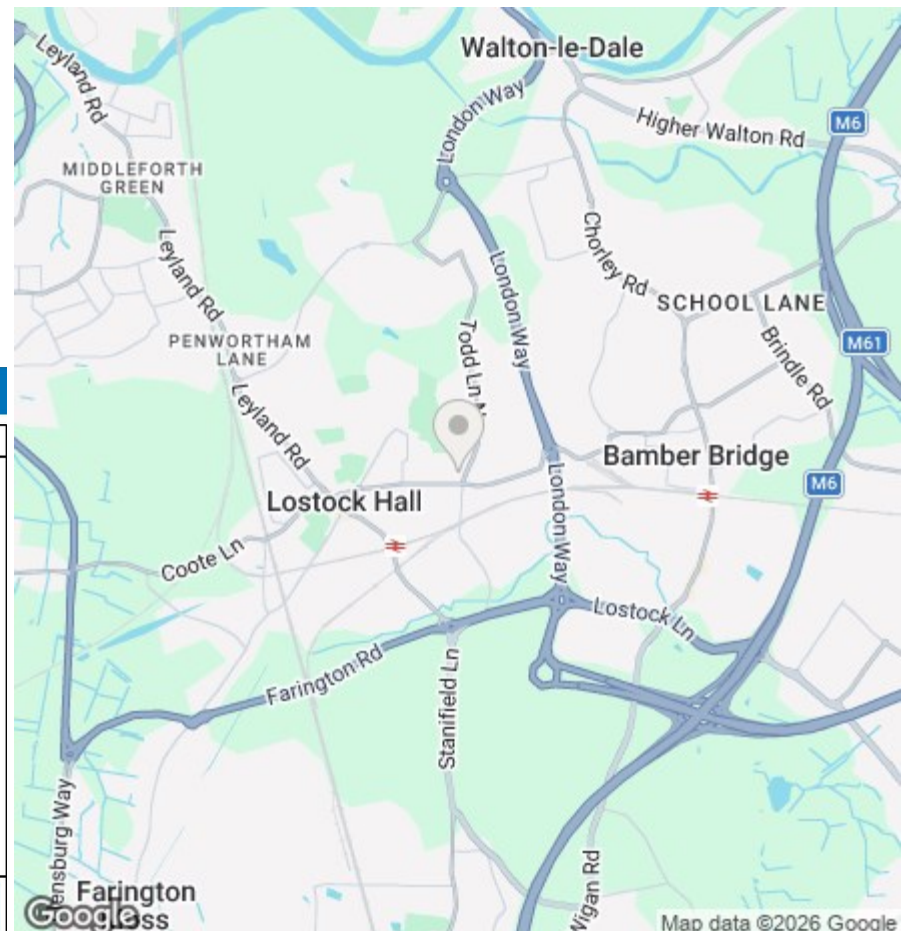 Walton-le-Dale
Leyland Rd
London Way
Higher Walton Rd
M6
MIDDLEFORTH
GREEN
Chorley Rd
Leyland Rd
London Way
SCHOOL LANE
PENWORTHAM
LANE
Todd Ln N
M61
Brindle Rd
Leyland Rd
Bamber Bridge
M6
Lostock Hall
London Way
Coote Ln
Lostock Ln
Farington Rd
Stanifield Ln
ensburg Way
Wigan Rd
Farington
oss
Google
Map data ©2026 Google